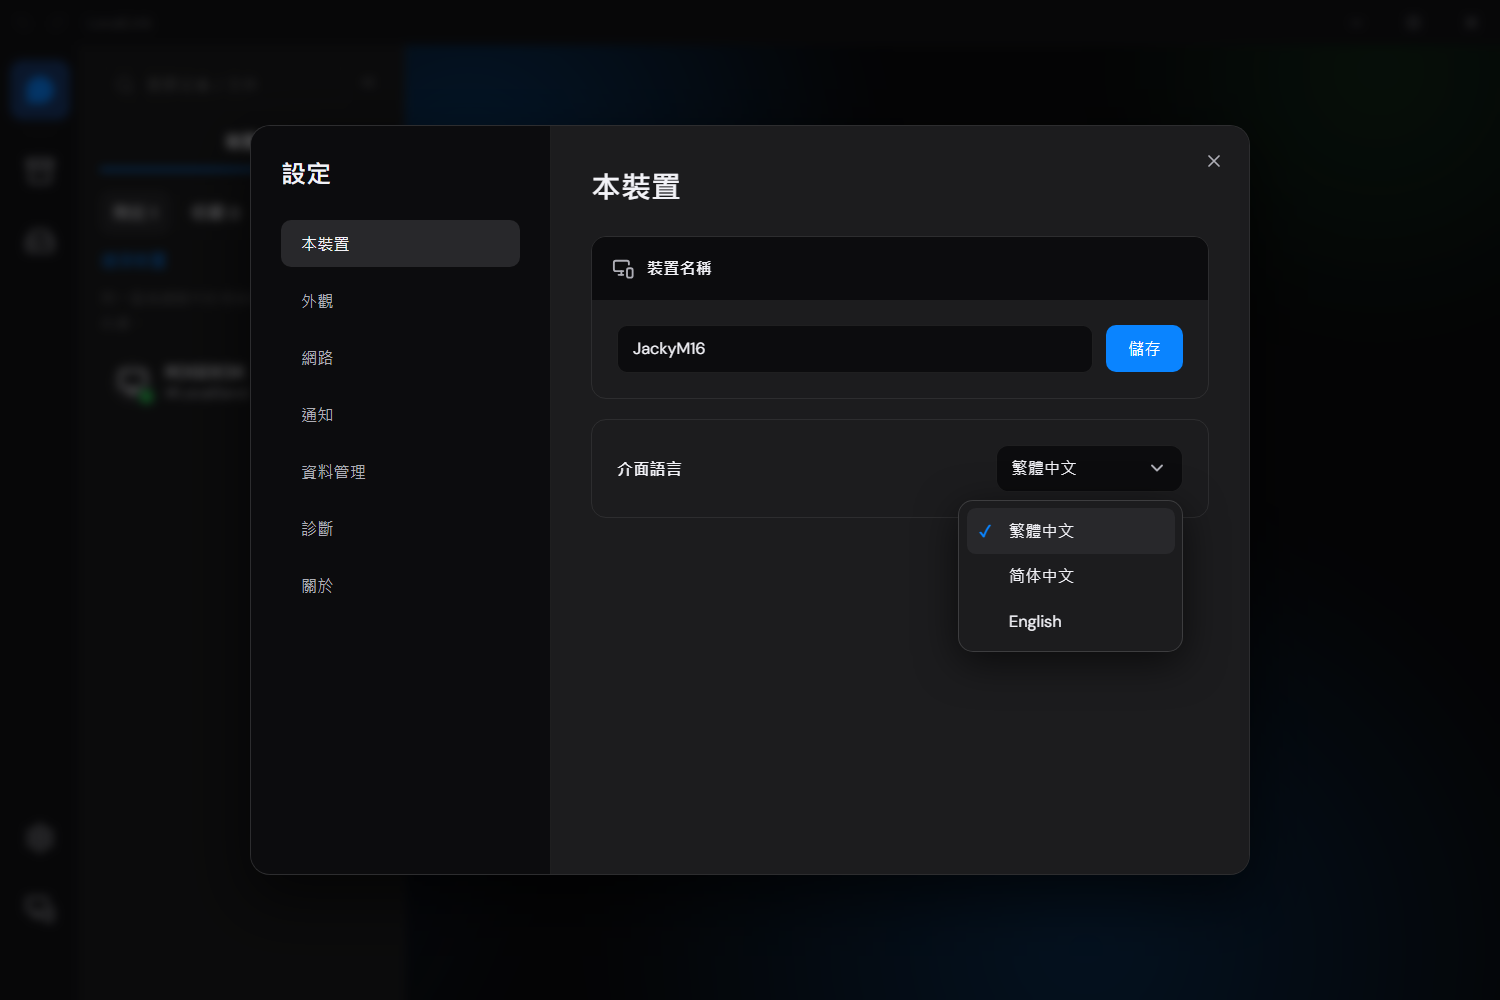 設定
本裝置
外觀
網路
通知
資料管理
診斷
關於
本裝置
裝置名稱
JackyM16
儲存
介面語言
繁體中文
繁體中文
简体中文
English